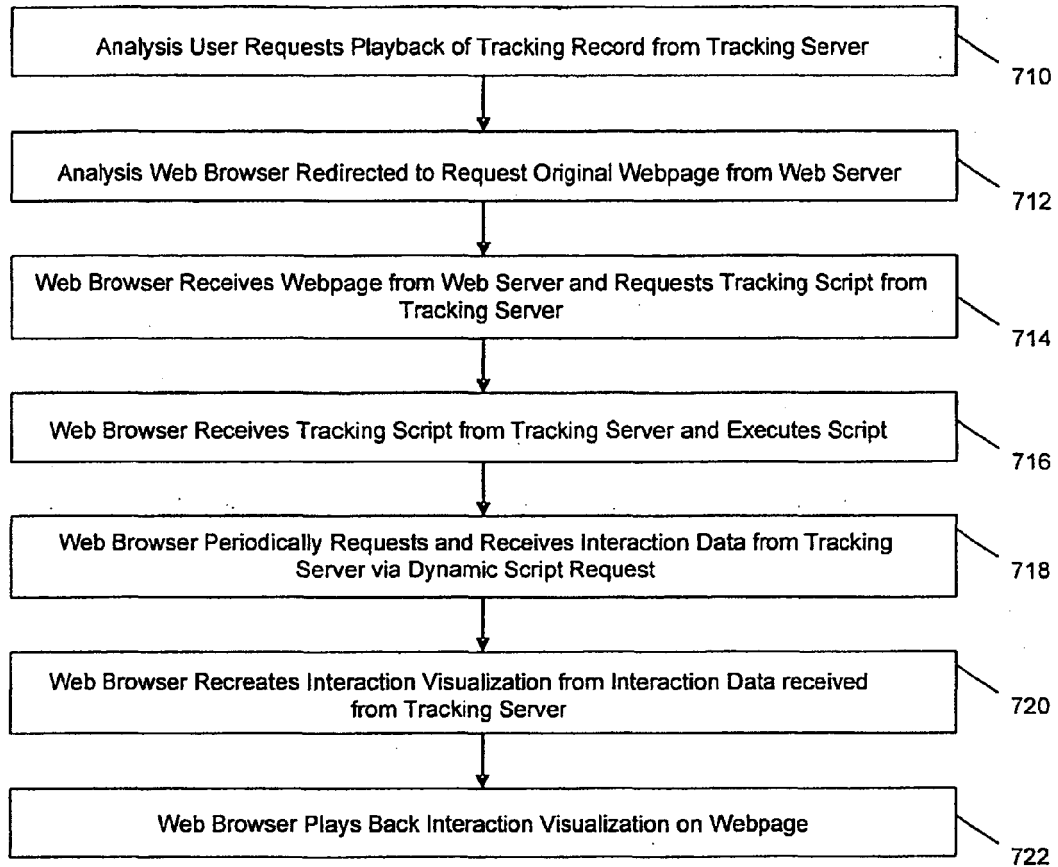 Analysis User Requests Playback of Tracking Record from Tracking Server
710
Analysis Web Browser Redirected to Request Original Webpage from Web Server
712
Web Browser Receives Webpage from Web Server and Requests Tracking Script from
Tracking Server
714
Web Browser Receives Tracking Script from Tracking Server and Executes Script
716
Web Browser Periodically Requests and Receives Interaction Data from Tracking
Server via Dynamic Script Request
718
Web Browser Recreates Interaction Visualization from Interaction Data received
from Tracking Server
720
Web Browser Plays Back Interaction Visualization on Webpage
722